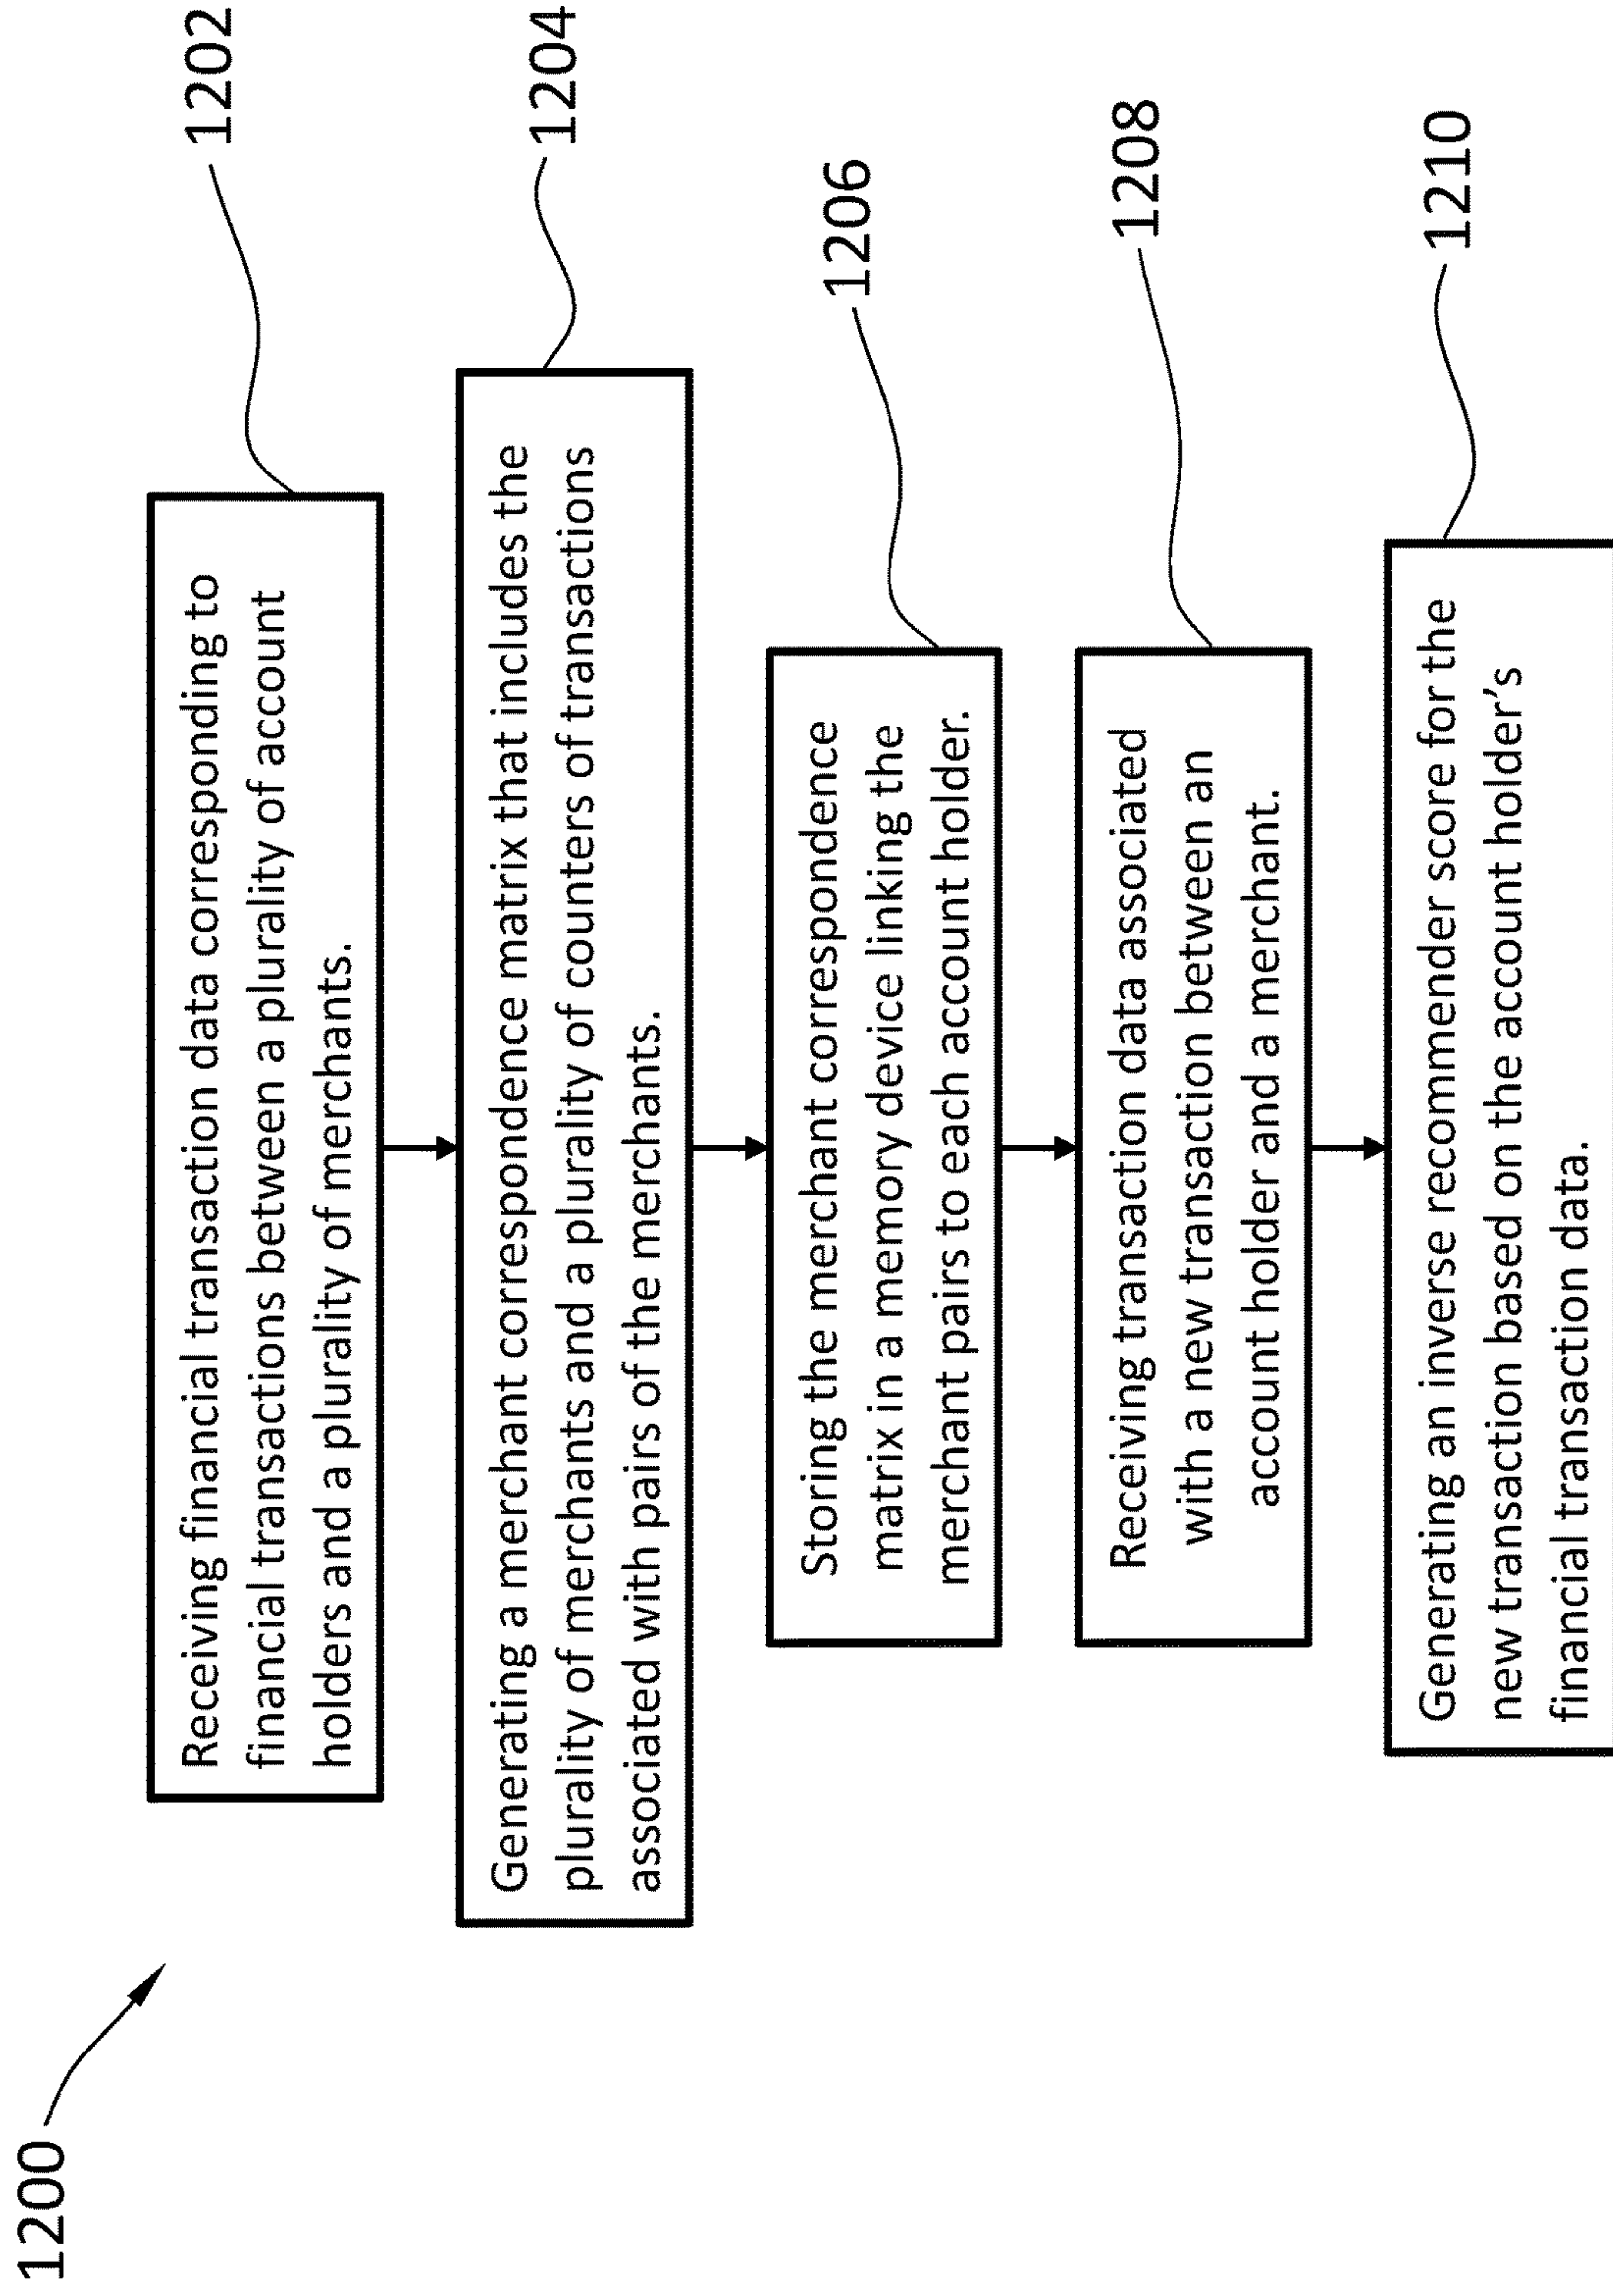 1200
Receiving financial transaction data corresponding to
financial transactions between a plurality of account
holders and a plurality of merchants.
1202
Generating a merchant correspondence matrix that includes the
plurality of merchants and a plurality of counters of transactions
associated with pairs of the merchants.
1204
Storing the merchant correspondence
matrix in a memory device linking the
merchant pairs to each account holder.
1206
Receiving transaction data associated
with a new transaction between an
account holder and a merchant.
1208
Generating an inverse recommender score for the
new transaction based on the account holder’s
financial transaction data.
1210